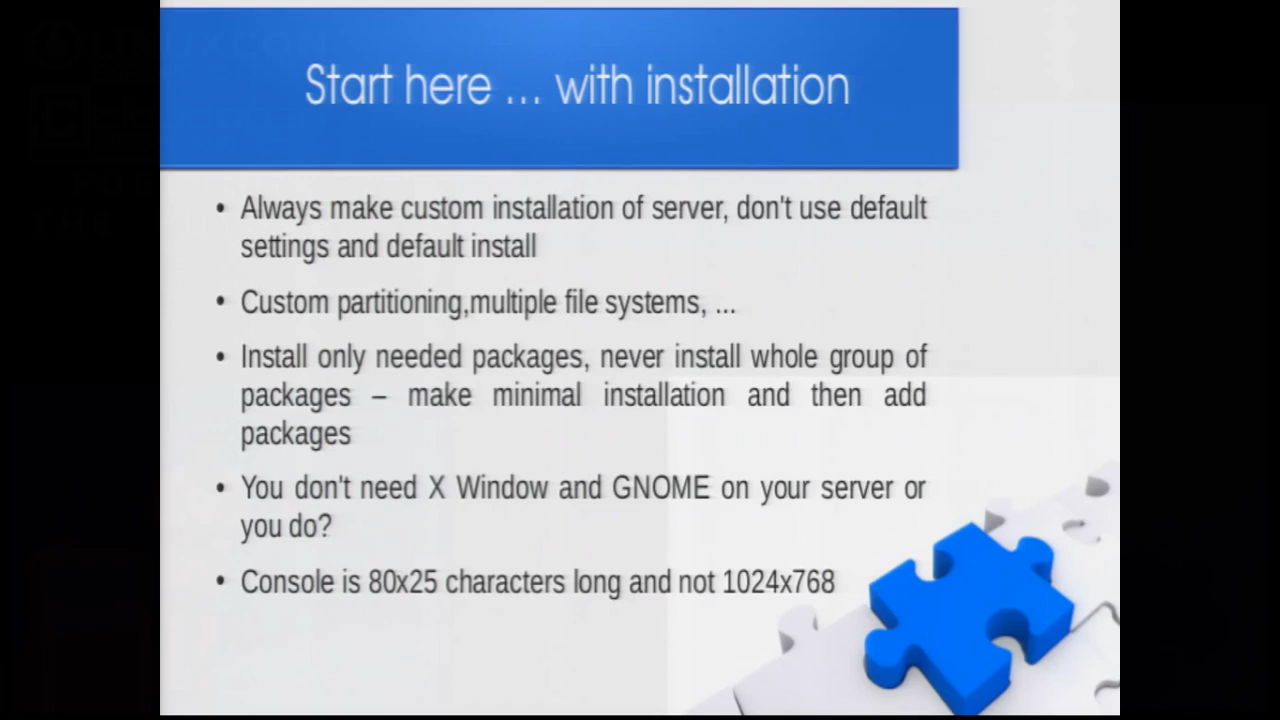 Start here ... with installation
• Always make custom installation of server, don't use default
settings and default install
• Custom partitioning,multiple file systems, ...
• Install only needed packages, never install whole group of
packages – make minimal installation and then add
packages
• You don't need X Window and GNOME on your server or
you do?
• Console is 80x25 characters long and not 1024x768